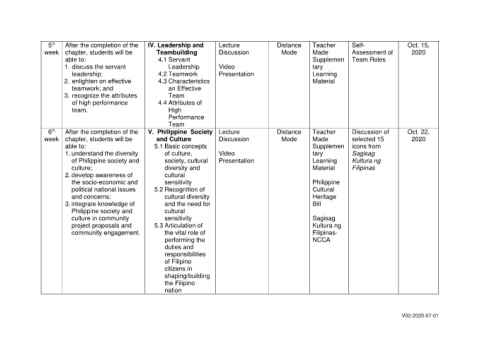 5th week
After the completion of the
chapter, students will be
able to:
1. discuss the servant
leadership;
2. enlighten on effective
teamwork; and
3. recognize the attributes
of high performance
team.
IV. Leadership and
Teambuilding
4.1 Servant
Leadership
4.2 Teamwork
4.3 Characteristics
an Effective
Team
4.4 Attributes of
High
Performance
Team
Lecture
Discussion
Video
Presentation
Distance
Mode
Teacher
Made
Supplemen
tary
Learning
Material
Self-
Assessment of
Team Roles
Oct. 15,
2020
6th week
After the completion of the
chapter, students will be
able to:
1. understand the diversity
of Philippine society and
culture;
2. develop awareness of
the socio-economic and
political national issues
and concerns;
3. integrate knowledge of
Philippine society and
culture in community
project proposals and
community engagement.
V. Philippine Society
and Culture
5.1 Basic concepts
of culture,
society, cultural
diversity and
cultural
sensitivity
5.2 Recognition of
cultural diversity
and the need for
cultural
sensitivity
5.3 Articulation of
the vital role of
performing the
duties and
responsibilities
of Filipino
citizens in
shaping/building
the Filipino
nation
Lecture
Discussion
Video
Presentation
Distance
Mode
Teacher
Made
Supplemen
tary
Learning
Material
Philippine
Cultural
Heritage
Bill
Sagisag
Kultura ng
Filipinas-
NCCA
Discussion of
selected 15
icons from
Sagisag
Kultura ng
Filipinas
Oct. 22,
2020
V02-2020-07-01